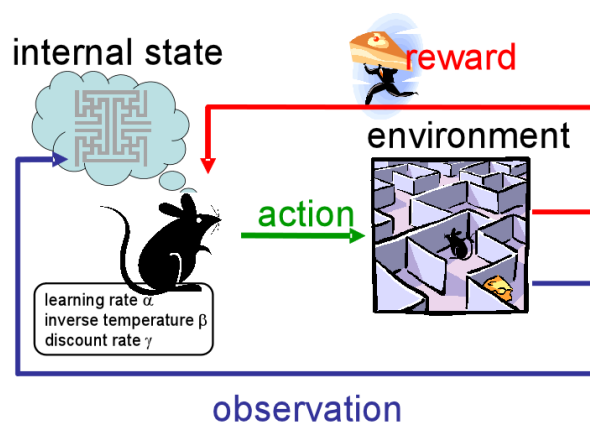 internal state
reward
environment
action
learning rate α
inverse temperature β
discount rate γ
observation